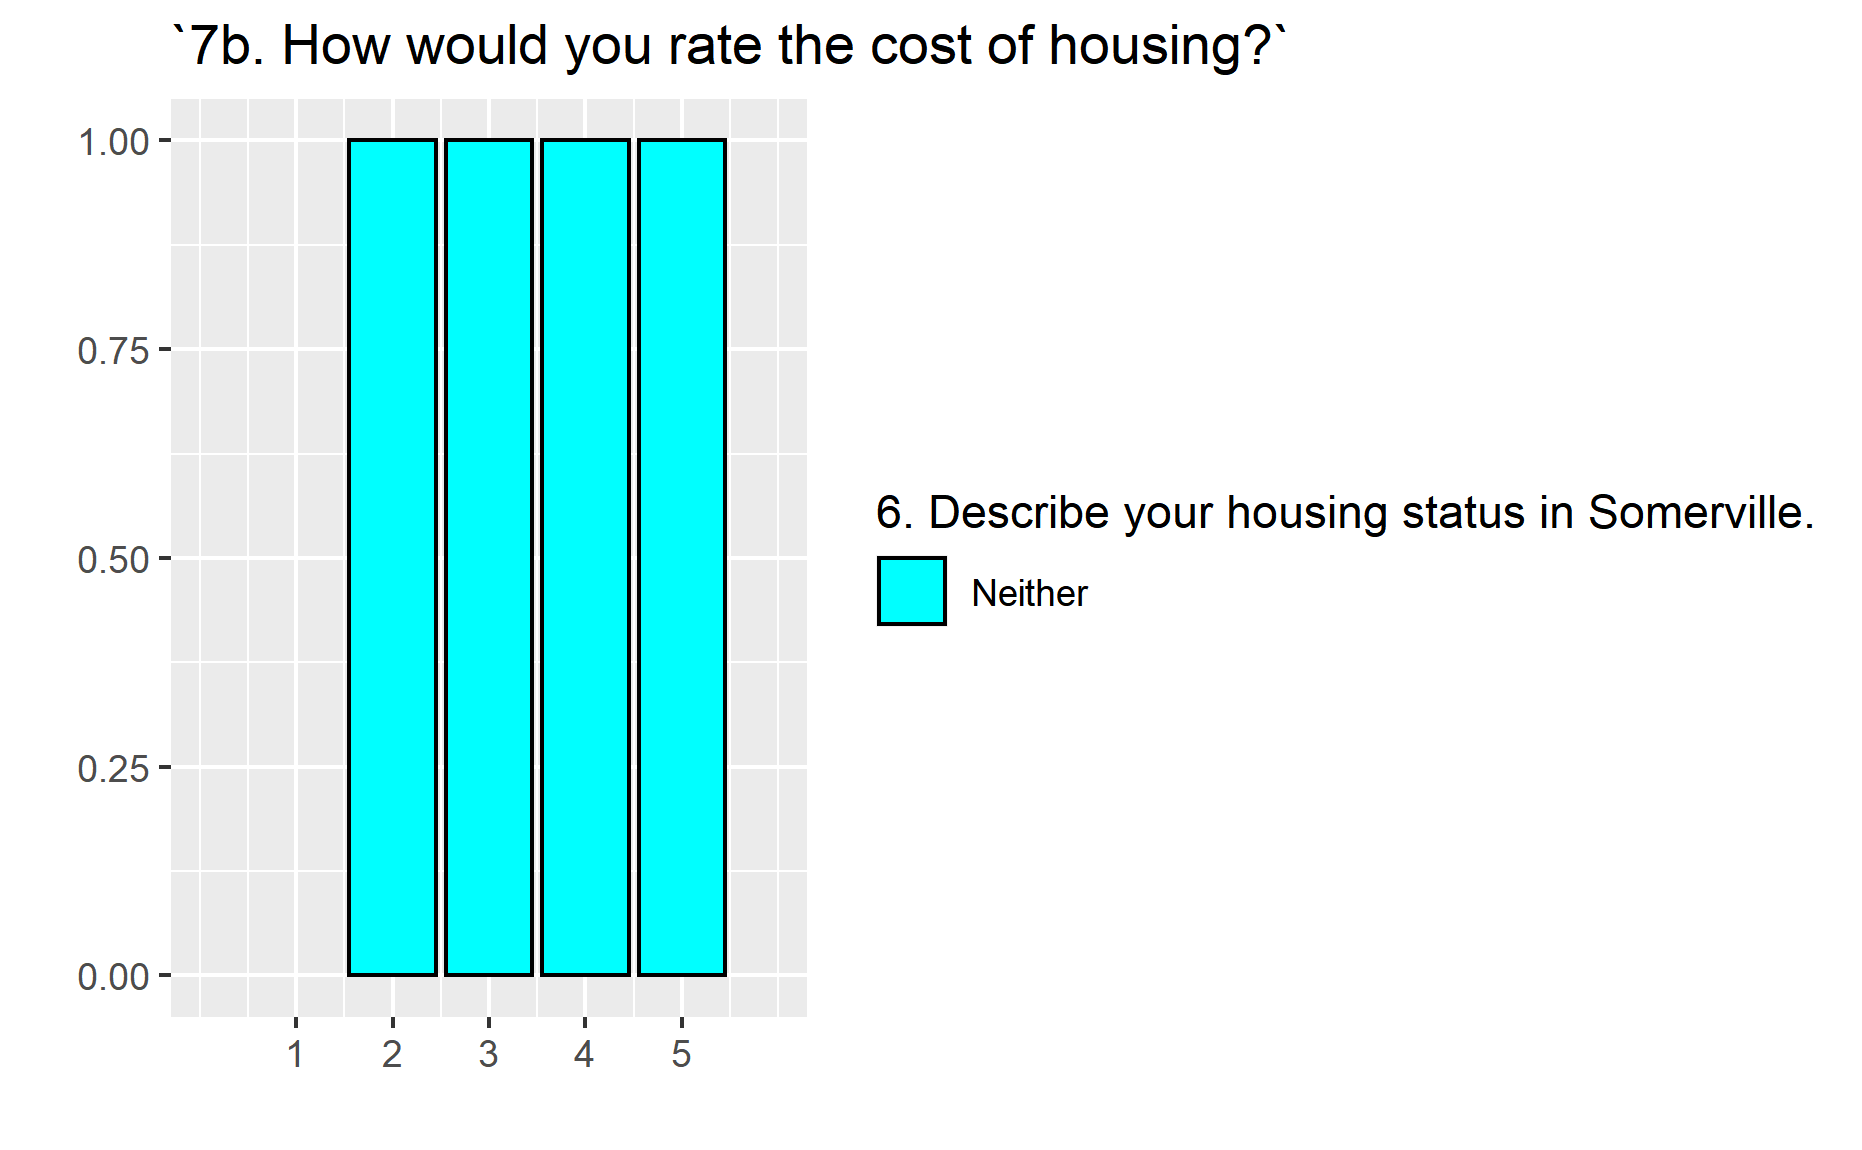 `7b. How would you rate the cost of housing?`
1.00
0.75
0.50
0.25
0.00
1 2 3 4 5
6. Describe your housing status in Somerville.
Neither